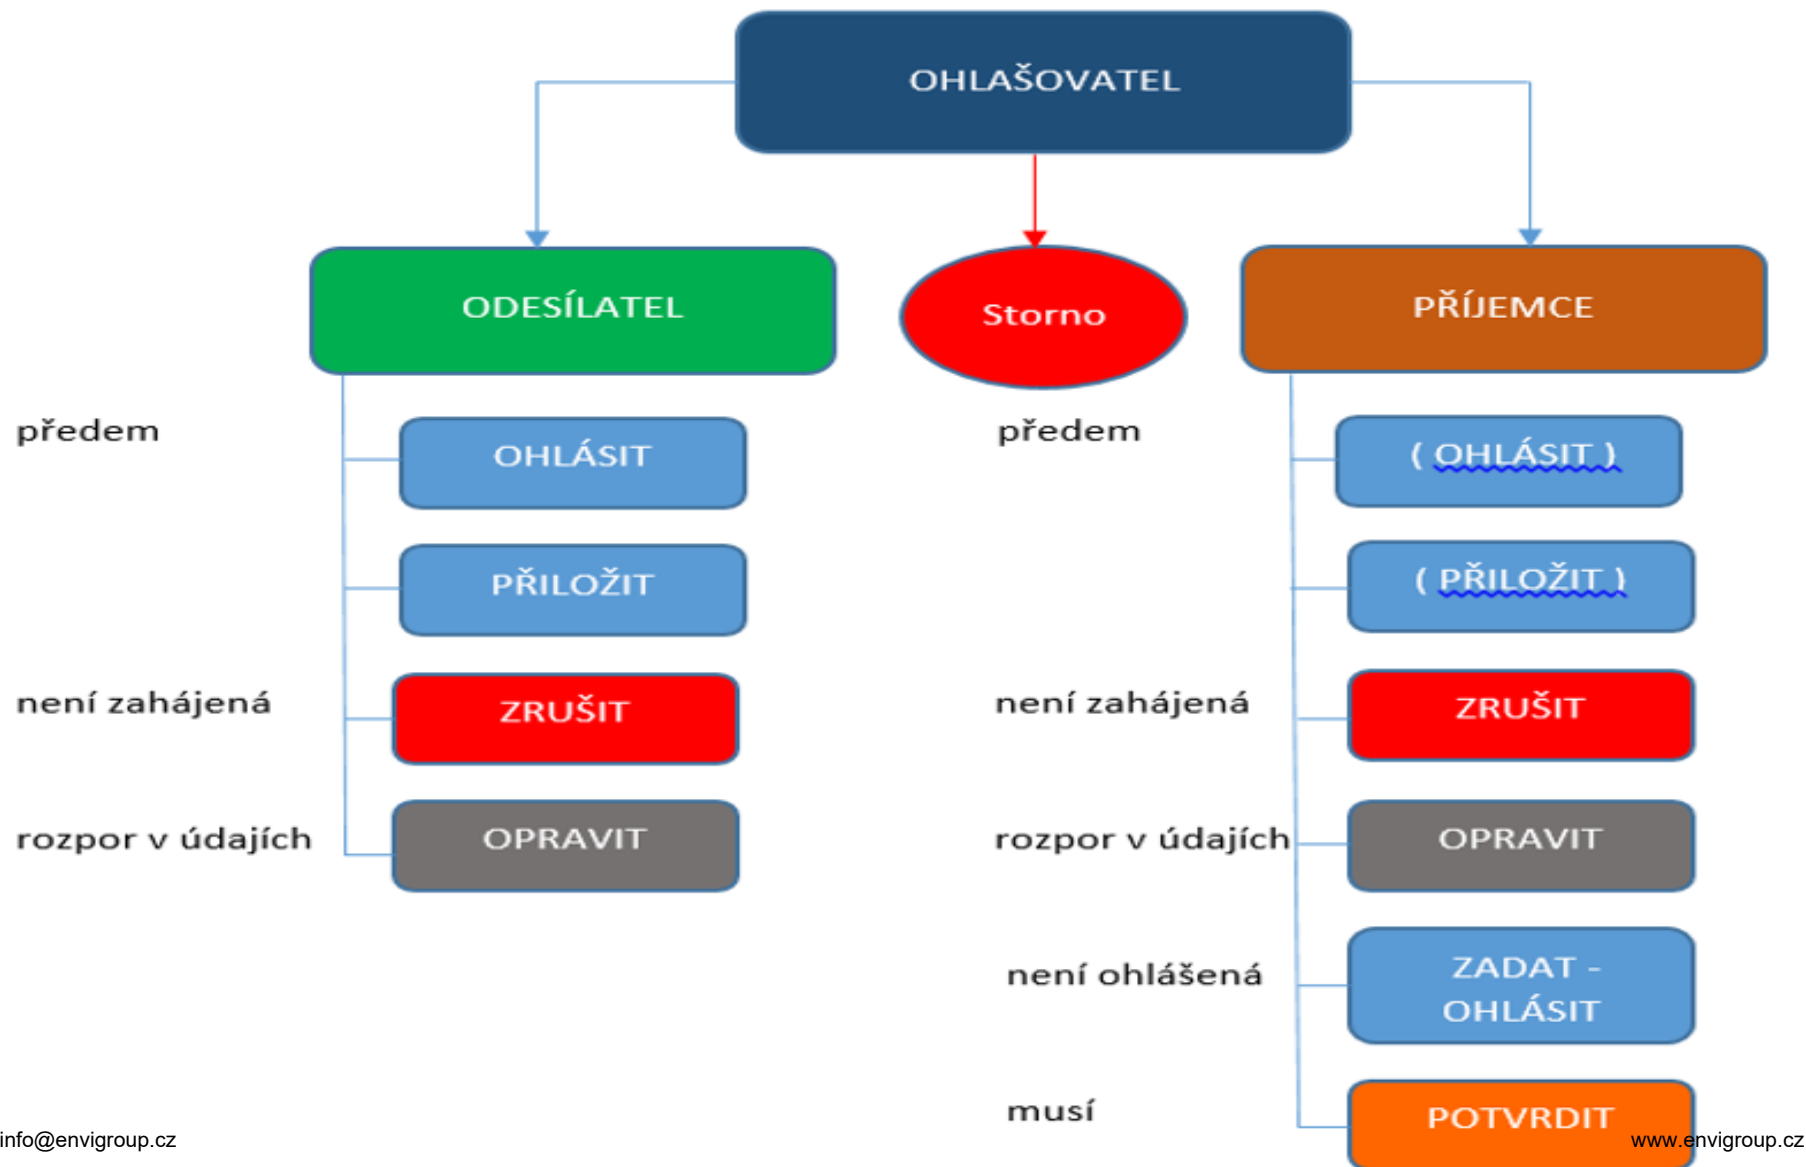 OHLAŠOVATEL
ODESÍLATEL
Storno
PŘÍJEMCE
předem
OHLÁSIT
PŘILOŽIT
není zahájená
ZRUŠIT
rozpor v údajích
OPRAVIT
předem
( OHLÁSIT )
( PŘILOŽIT )
není zahájená
ZRUŠIT
rozpor v údajích
OPRAVIT
není ohlášená
ZADAT -
OHLÁSIT
musí
POTVRDIT
info@envigroup.cz
www.envigroup.cz